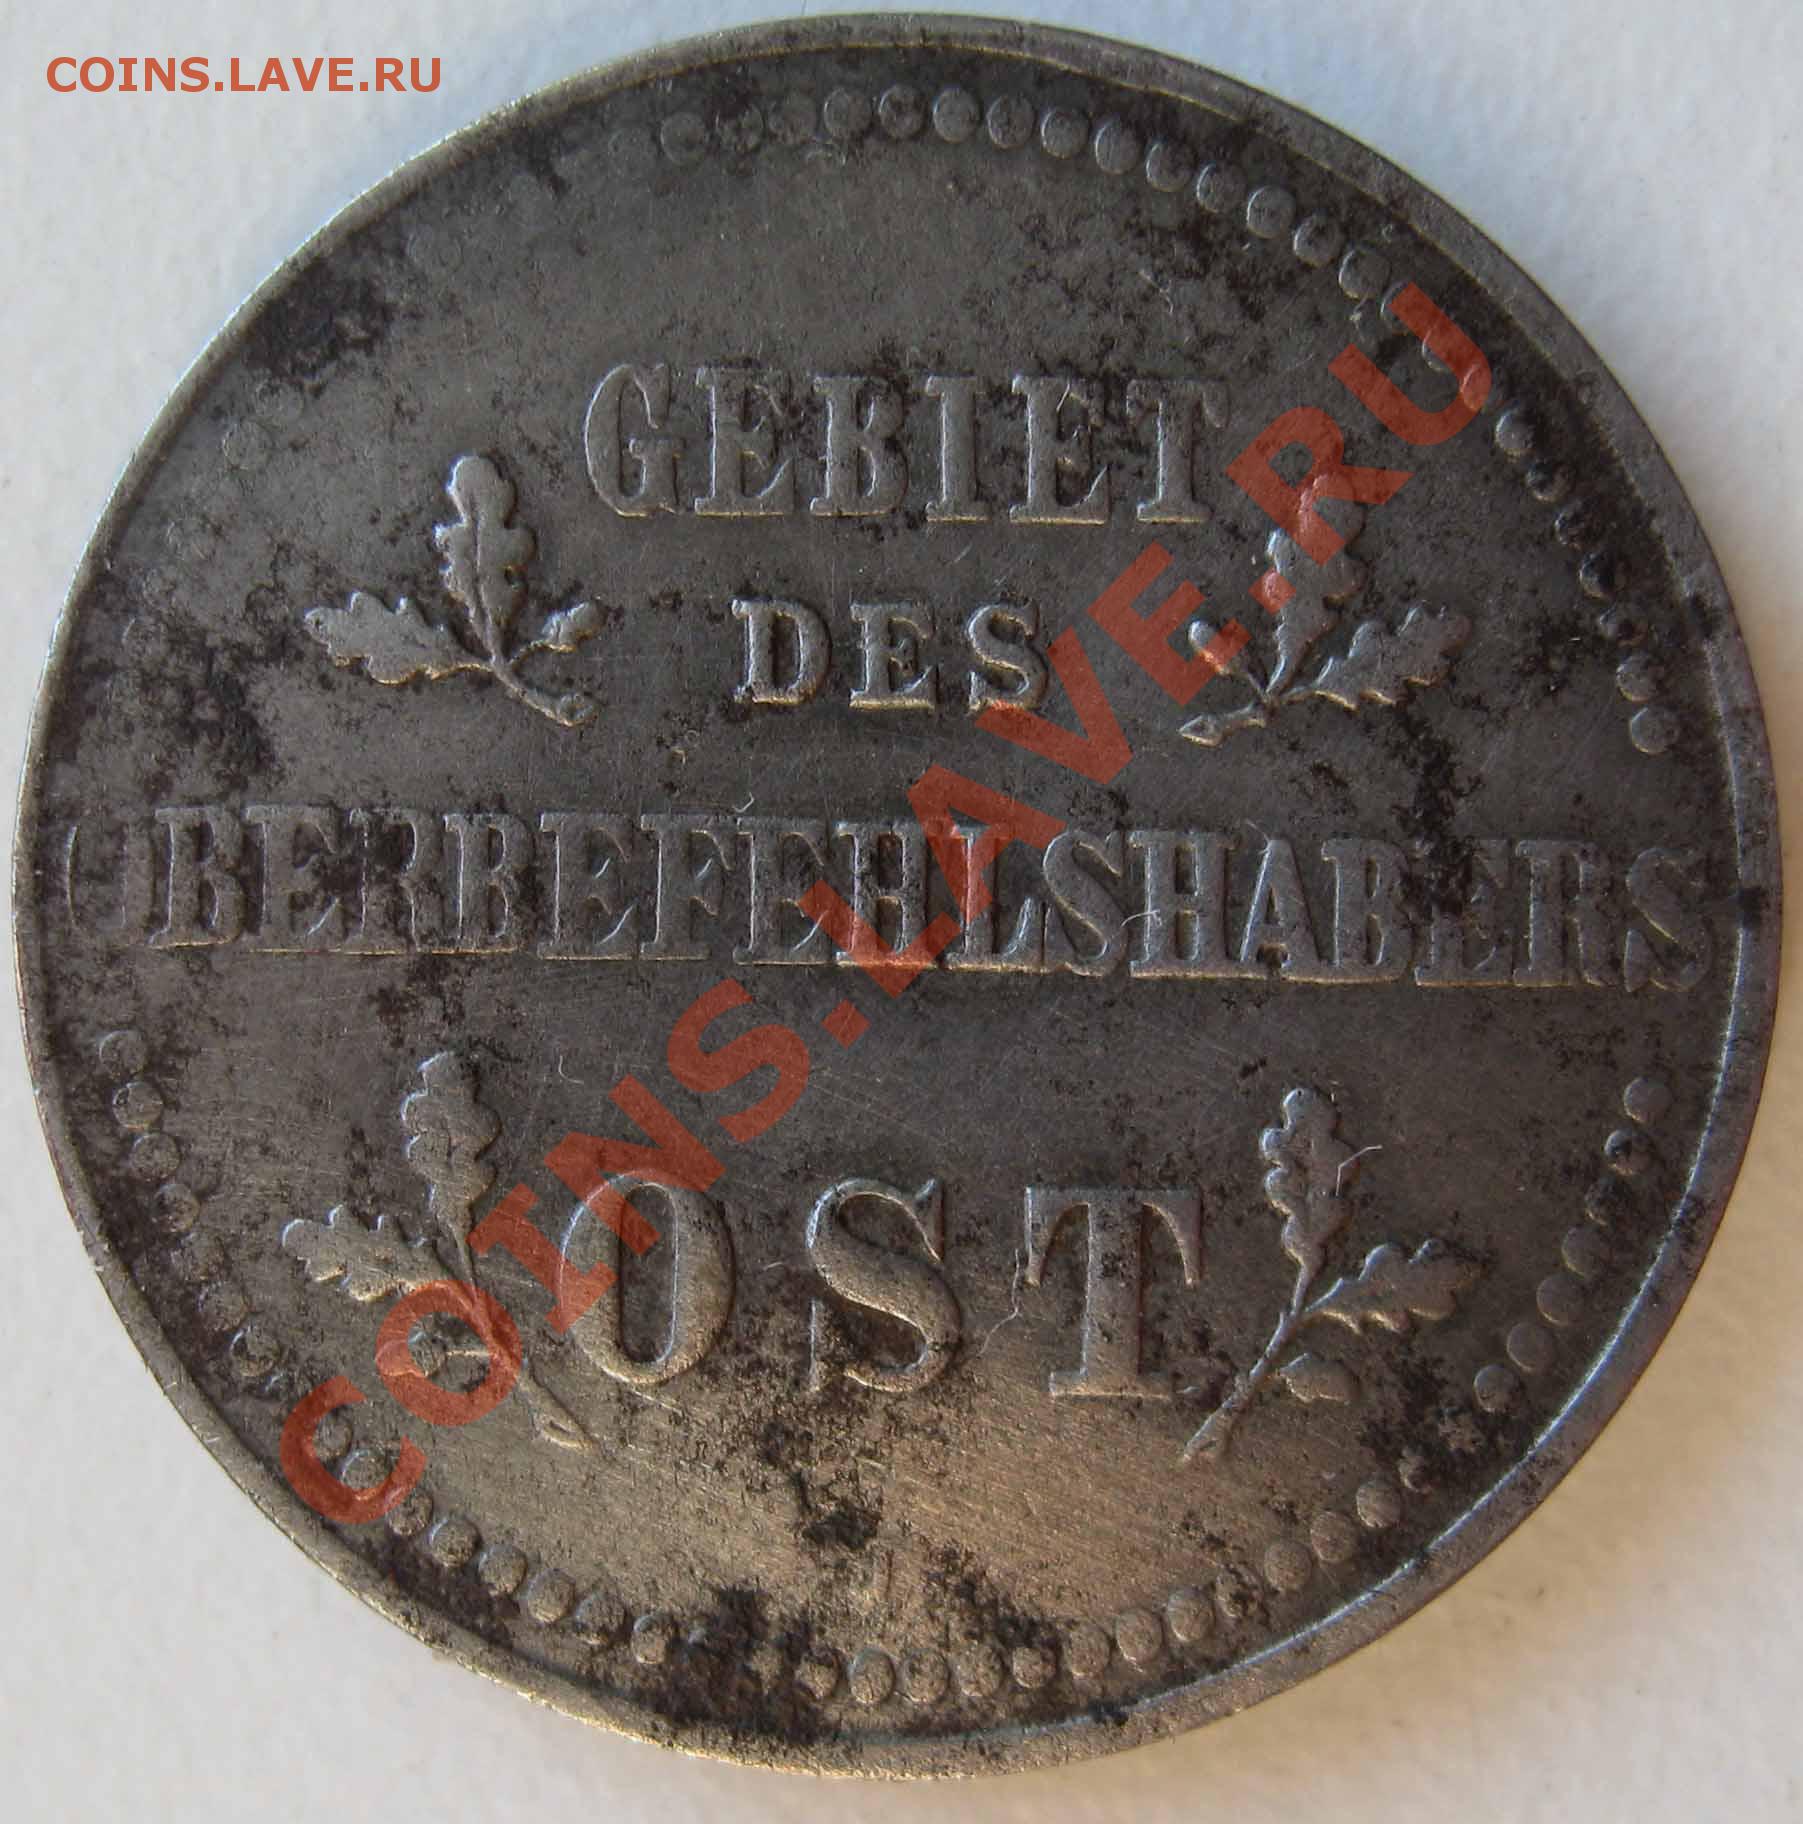 COINS.LAVE.RU
GEBIET
DES
OBERBEFEHLSHABERS
OST
COINS.LAVE.RU